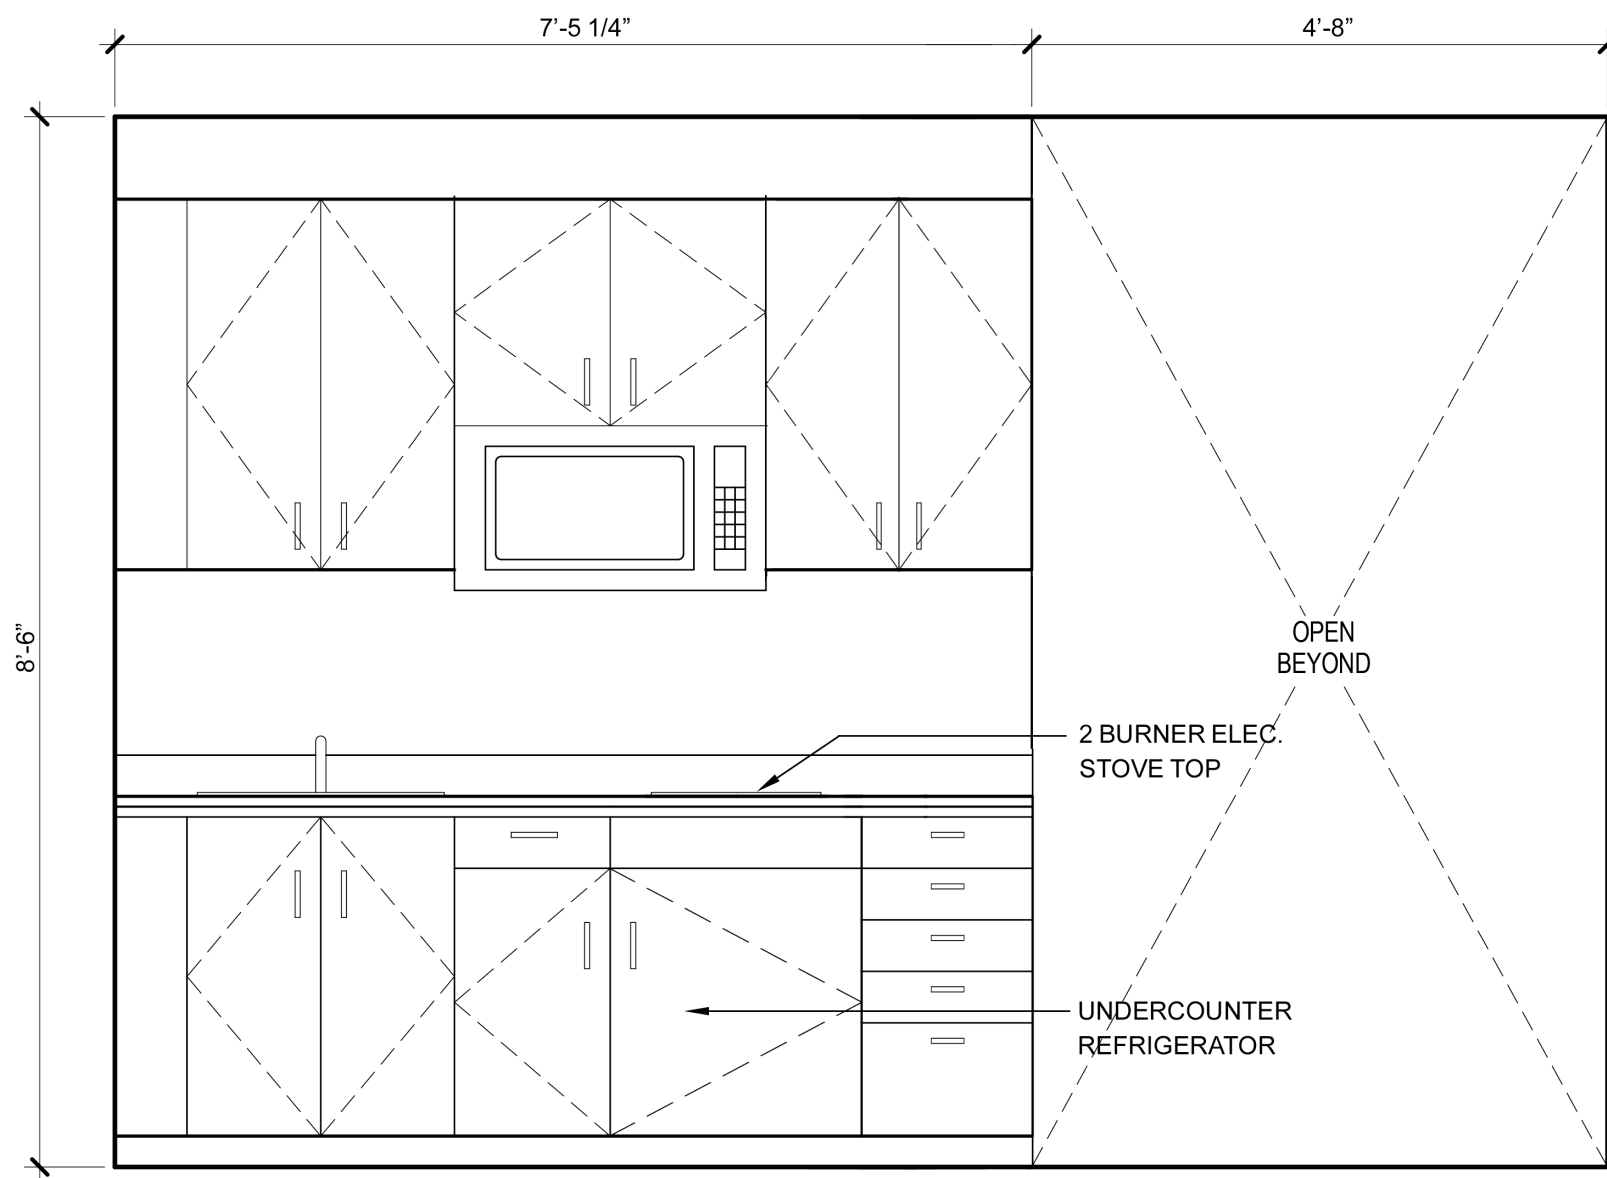 7’-5 1/4”
4’-8”
8’-6”
OPEN
BEYOND
2 BURNER ELEC.
STOVE TOP
UNDERCOUNTER
REFRIGERATOR